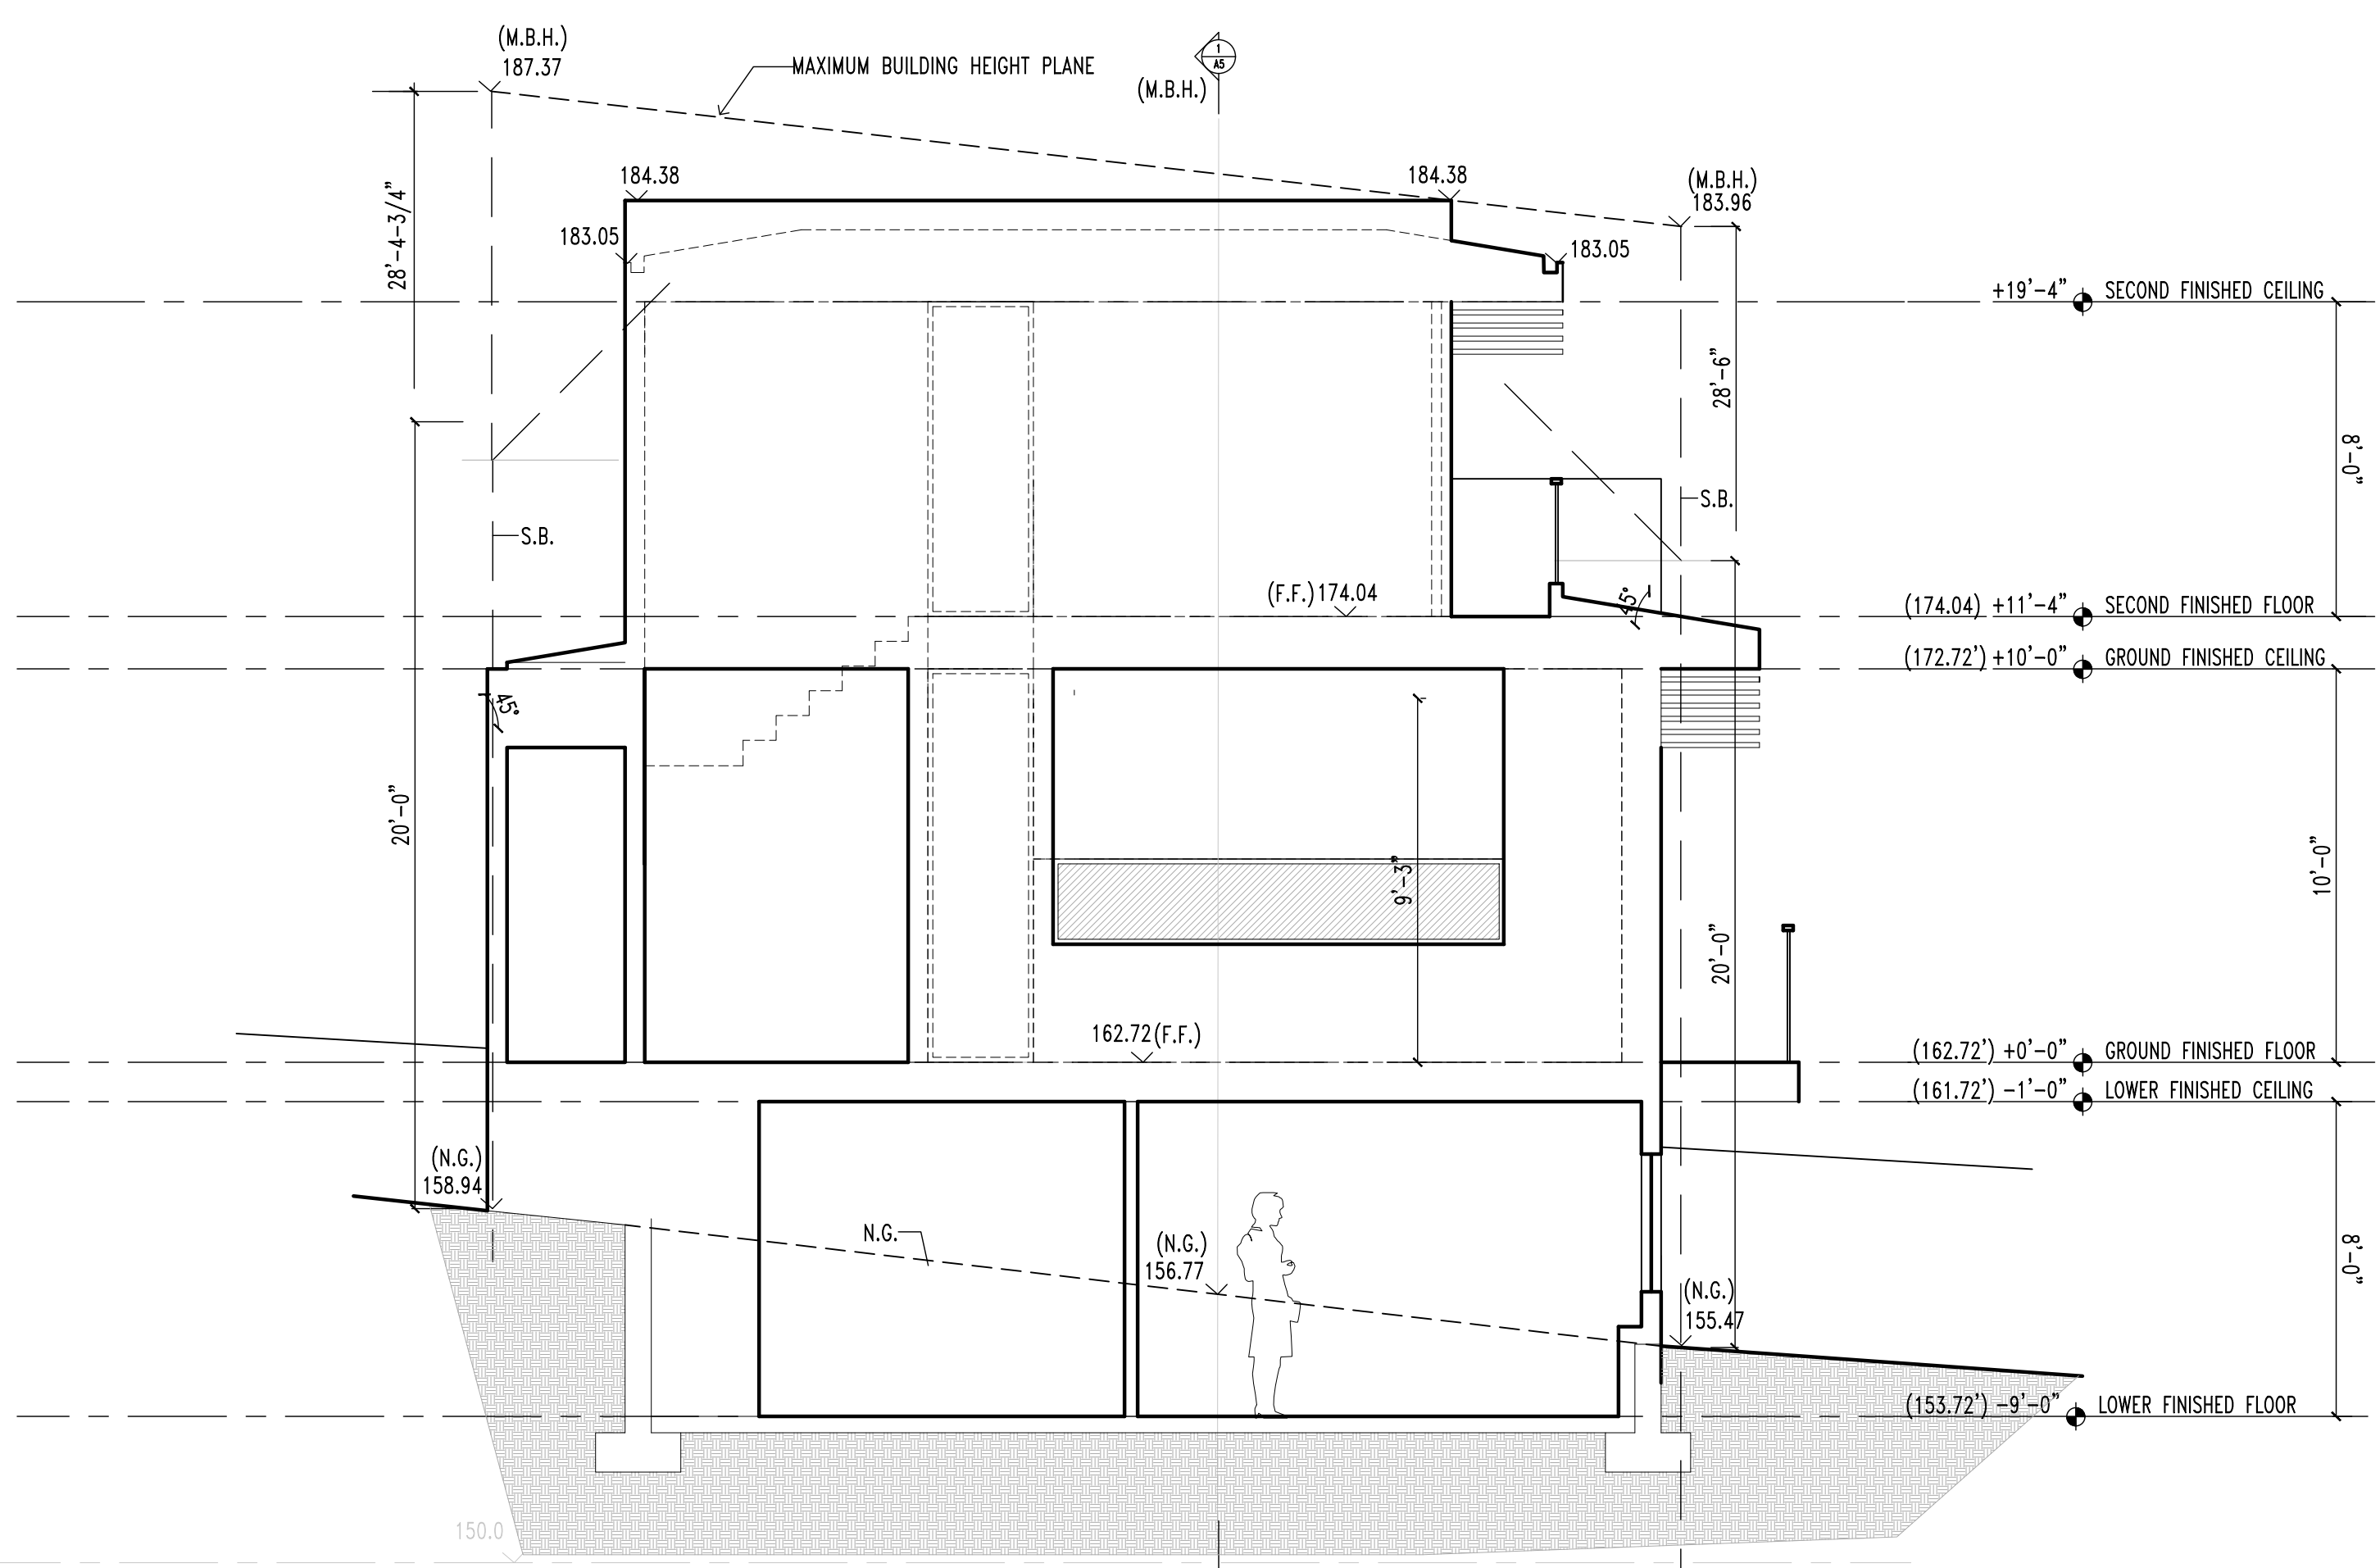 (M.B.H.)
187.37
MAXIMUM BUILDING HEIGHT PLANE
1
A5
(M.B.H.)
184.38
184.38
(M.B.H.)
183.96
28'-4-3/4"
183.05
183.05
+19'-4" SECOND FINISHED CEILING
28'-6"
8'-0"
S.B.
S.B.
(F.F.) 174.04
45°
(174.04) +11'-4" SECOND FINISHED FLOOR
(172.72') +10'-0" GROUND FINISHED CEILING
45°
20'-0"
9'-3"
10'-0"
20'-0"
162.72 (F.F.)
(162.72') +0'-0" GROUND FINISHED FLOOR
(161.72') -1'-0" LOWER FINISHED CEILING
(N.G.)
158.94
N.G.
(N.G.)
156.77
8'-0"
(N.G.)
155.47
(153.72') -9'-0" LOWER FINISHED FLOOR
150.0